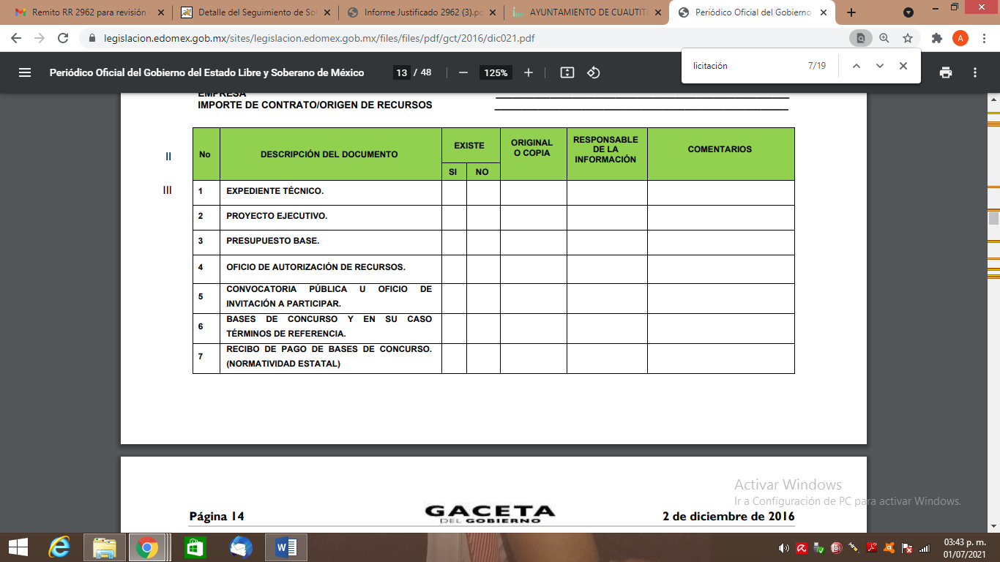 Remito RR 2962 para revisión
Detalle del Seguimiento de Sol
Informe Justificado 2962 (3).pd
AYUNTAMIENTO DE CUAUTITL
Periódico Oficial del Gobierno
legislacion.edomex.gob.mx/sites/legislacion.edomex.gob.mx/files/files/pdf/gct/2016/dic021.pdf
A
Periódico Oficial del Gobierno del Estado Libre y Soberano de México
13 / 48
125%
licitación
7/19
EMPRESA
IMPORTE DE CONTRATO/ORIGEN DE RECURSOS
II
III
No
DESCRIPCIÓN DEL DOCUMENTO
EXISTE
SI
NO
ORIGINAL
O COPIA
RESPONSABLE
DE LA
INFORMACIÓN
COMENTARIOS
1
EXPEDIENTE TÉCNICO.
2
PROYECTO EJECUTIVO.
3
PRESUPUESTO BASE.
4
OFICIO DE AUTORIZACIÓN DE RECURSOS.
5
CONVOCATORIA PÚBLICA U OFICIO DE
INVITACIÓN A PARTICIPAR.
6
BASES DE CONCURSO Y EN SU CASO
TÉRMINOS DE REFERENCIA.
7
RECIBO DE PAGO DE BASES DE CONCURSO.
(NORMATIVIDAD ESTATAL)
Activar Windows
Ir a Configuración de PC para activar Windows.
Página 14
GACETA
DEL GOBIERNO
2 de diciembre de 2016
03:43 p. m.
01/07/2021